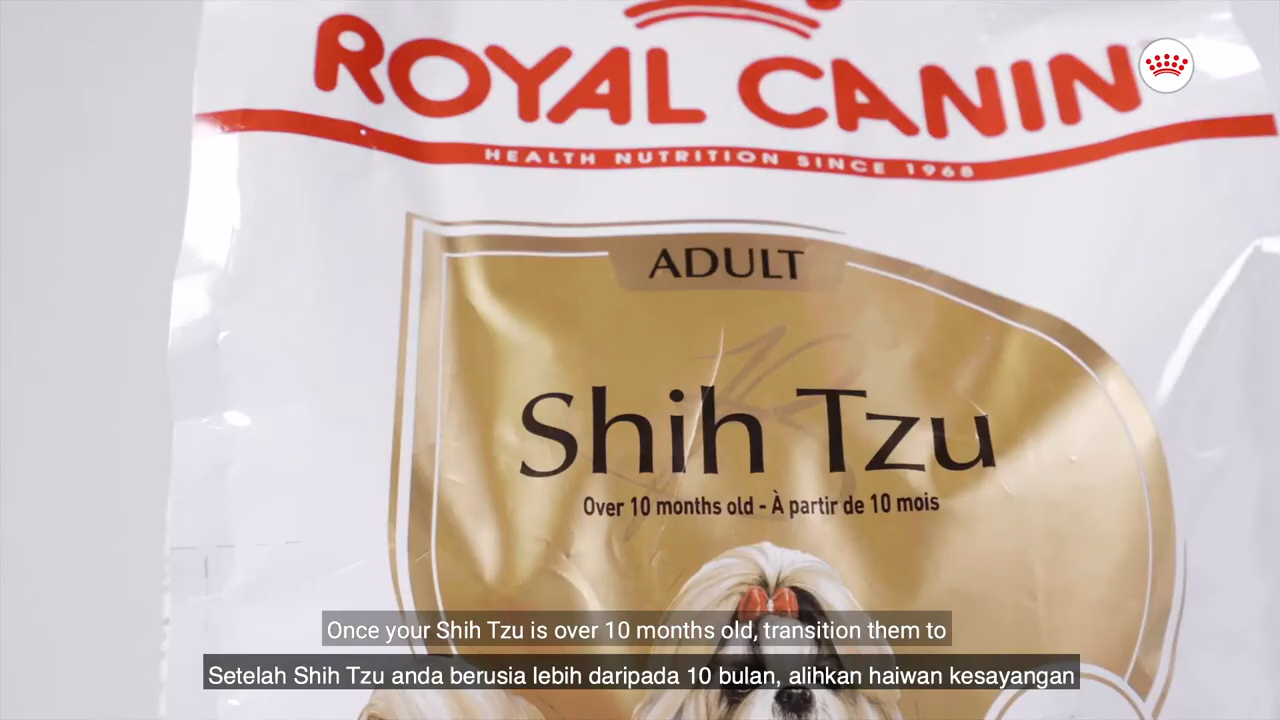 ROYAL CANIN
HEALTH NUTRITION SINCE 1968
ADULT
Shih Tzu
Over 10 months old - À partir de 10 mois
Once your Shih Tzu is over 10 months old, transition them to
Setelah Shih Tzu anda berusia lebih daripada 10 bulan, alihkan haiwan kesayangan